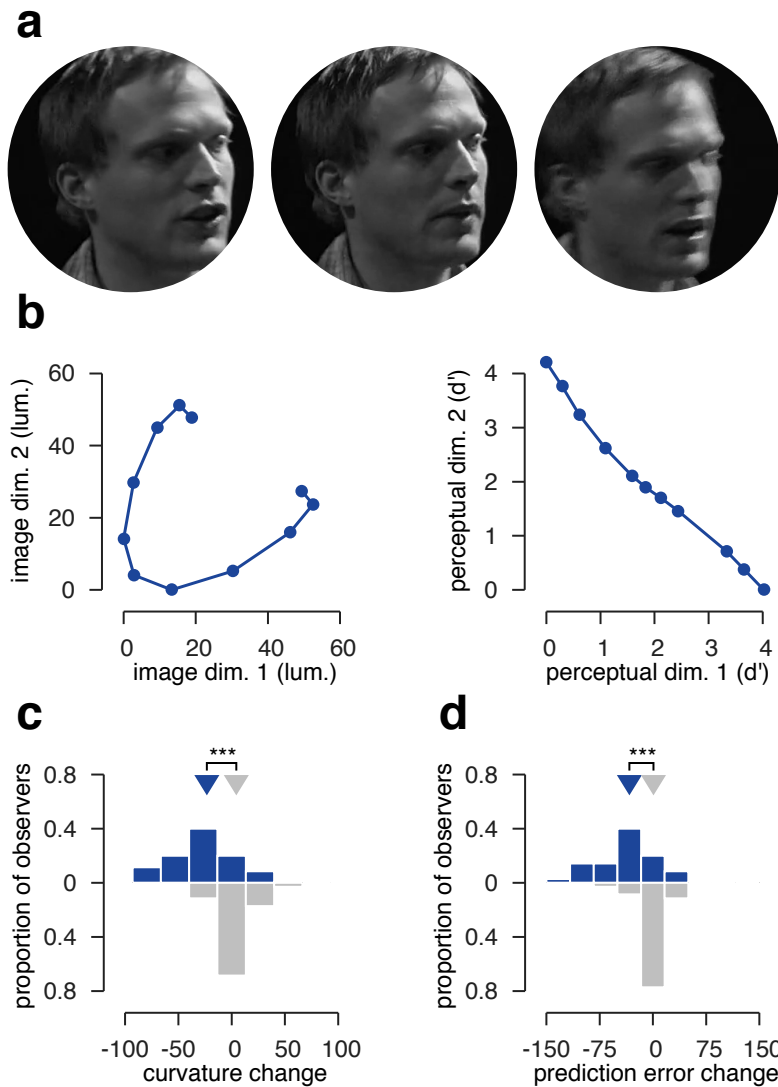 a
b
image dim. 2 (lum.)
60
40
20
0
0 20 40 60
image dim. 1 (lum.)
perceptual dim. 2 (d')
4
3
2
1
0
0 1 2 3 4
perceptual dim. 1 (d')
c
***
proportion of observers
0.8
0.4
0
0.4
0.8
-100 -50 0 50 100
curvature change
d
***
proportion of observers
0.8
0.4
0
0.4
0.8
-150 -75 0 75 150
prediction error change